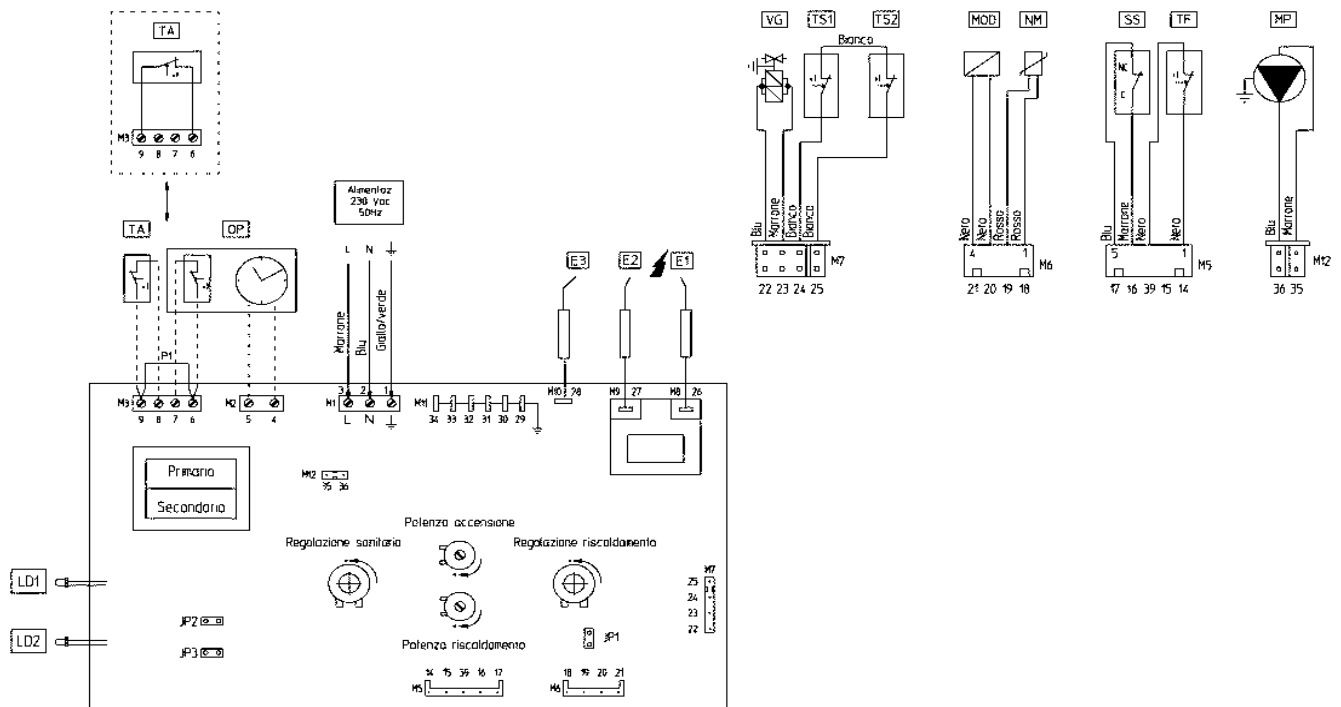 TA
M3
9 8 7 6
TA
OP
Alimentaz
230 Vac
50Hz
L N
Marrone
Blu
Giallo/verde
P1
E3
E2
E1
VG
TS1
TS2
Bianco
Blu
Marrone
Bianco
Bianco
M7
22 23 24 25
MOD
NM
Nero
Nero
Rosso
Rosso
4 1
M6
21 20 19 18
SS
TF
NC
C
Blu
Marrone
Nero
Nero
5 1
M5
17 16 39 15 14
MP
Blu
Marrone
M12
36 35
M3
9 8 7 6
M2
5 4
3 2 1
M1
L N
M11
34 33 32 31 30 29
M10 28
M9 27
M8 26
Primario
Secondario
M12
35 36
Potenza accensione
Regolazione sanitario
Regolazione riscaldamento
Potenza riscaldamento
LD1
LD2
JP2
JP3
JP1
M7
25
24
23
22
M5
14 15 39 16 17
M6
18 19 20 21